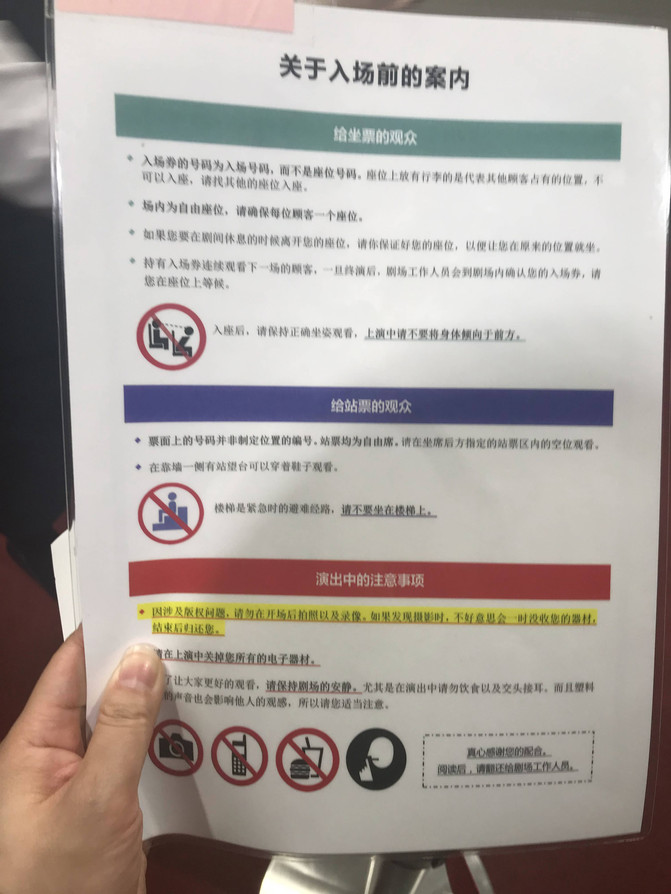 关于入场前的案内
给坐票的观众
入场券的号码为入场号码，而不是座位号码。座位上放有行李的是代表其他顾客占有的位置，不
可以入座，请找其他的座位入座。
场内为自由座位，请确保每位顾客一个座位。
如果您要在剧间休息的时候离开您的座位，请你保证好您的座位，以便让您在原来的位置就坐。
持有入场券连续观看下一场的顾客，一旦终演后，剧场工作人员会到剧场内确认您的入场券，请
您在座位上等候。
入座后，请保持正确坐姿观看，上演中请不要将身体倾向于前方。
给站票的观众
票面上的号码并非制定位置的编号。站票均为自由席。请在坐席后方指定的站票区内的空位观看。
在靠墙一侧有站望台可以穿着鞋子观看。
楼梯是紧急时的避难经路，请不要坐在楼梯上。
演出中的注意事项
因涉及版权问题，请勿在开场后拍照以及录像。如果发现摄影时，不好意思会一时没收您的器材，
结束后归还您。
请在上演中关掉您所有的电子器材。
了让大家更好的观看，请保持剧场的安静。尤其是在演出中请勿饮食以及交头接耳。而且塑料
的声音也会影响他人的观感，所以请您适当注意。
真心感谢您的配合。
阅读后，请翻还给剧场工作人员。